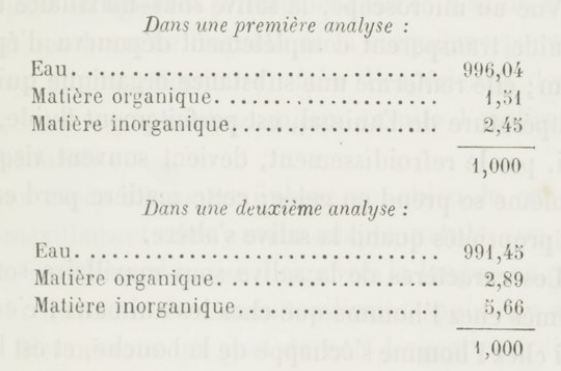 Dans une première analyse :
Eau. 996,04
Matière organique. 1,51
Matière inorganique. 2,45
1,000
Dans une deuxième analyse :
Eau. 991,45
Matière organique. 2,89
Matière inorganique. 5,66
1,000